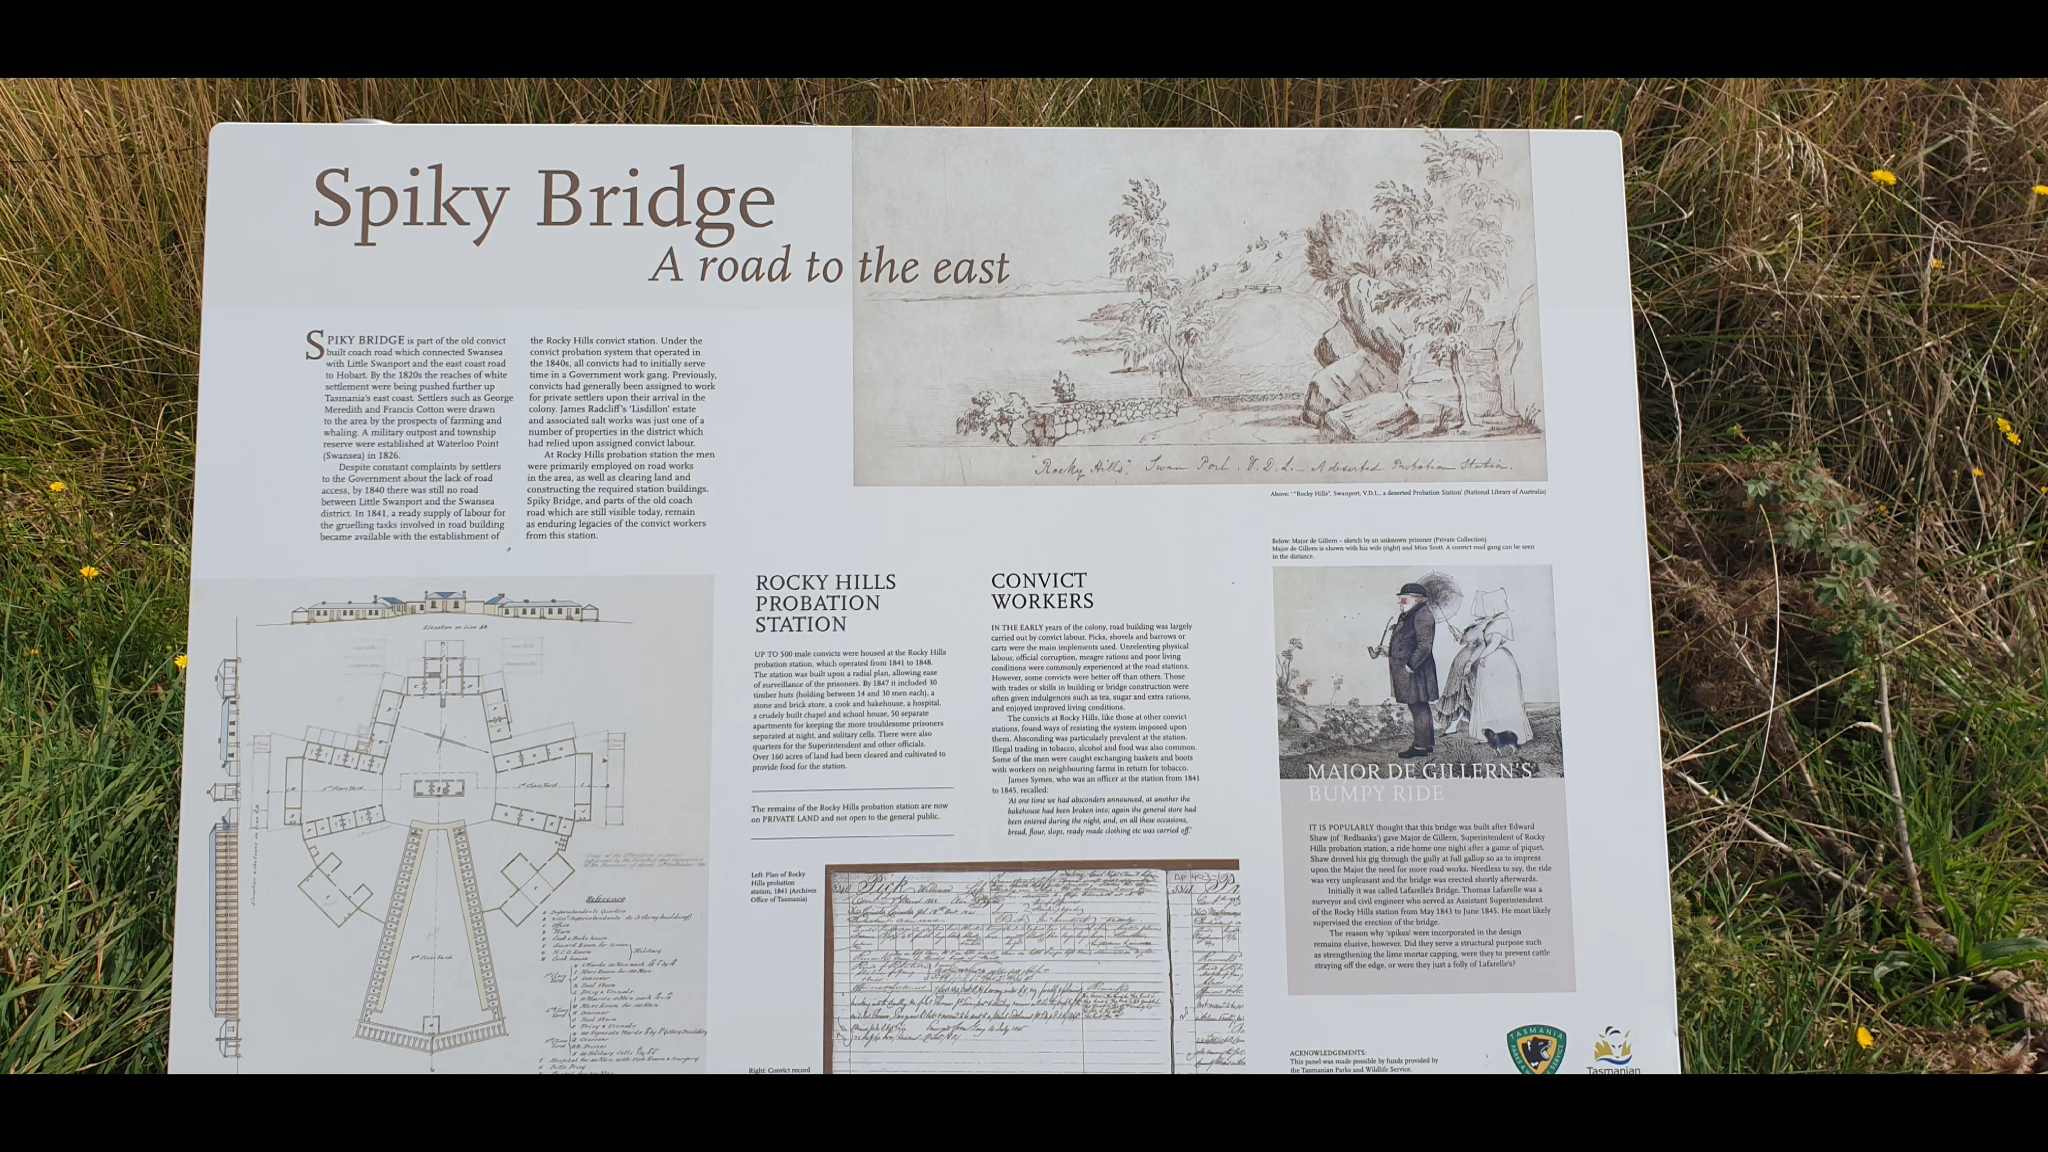 Spiky Bridge
A road to the east
SPIKY BRIDGE is part of the old convict
built coach road which connected Swansea
with Little Swanport and the east coast road
to Hobart. By the 1820s the reaches of white
settlement were being pushed further up
Tasmania's east coast. Settlers such as George
Meredith and Francis Cotton were drawn
to the area by the prospects of farming and
whaling. A military outpost and township
reserve were established at Waterloo Point
(Swansea) in 1826.
Despite constant complaints by settlers
to the Government about the lack of road
access, by 1840 there was still no road
between Little Swanport and the Swansea
district. In 1841, a ready supply of labour for
the gruelling tasks involved in road building
became available with the establishment of
the Rocky Hills convict station. Under the
convict probation system that operated in
the 1840s, all convicts had to initially serve
time in a Government work gang. Previously,
convicts had generally been assigned to work
for private settlers upon their arrival in the
colony. James Radcliff's 'Lisdillon' estate
and associated salt works was just one of a
number of properties in the district which
had relied upon assigned convict labour.
At Rocky Hills probation station the men
were primarily employed on road works
in the area, as well as clearing land and
constructing the required station buildings.
Spiky Bridge, and parts of the old coach
road which are still visible today, remain
as enduring legacies of the convict workers
from this station.
"Rocky Hills", Swan Port. V.D.L. – A deserted Probation Station.
Above: '"Rocky Hills", Swanport, V.D.L., a deserted Probation Station' (National Library of Australia)
Below: Major de Gillern – sketch by an unknown prisoner (Private Collection)
Major de Gillern is shown with his wife (right) and Miss Scott. A convict road gang can be seen
in the distance.
Elevation on Line AB
ROCKY HILLS
PROBATION
STATION
UP TO 500 male convicts were housed at the Rocky Hills
probation station, which operated from 1841 to 1848.
The station was built upon a radial plan, allowing ease
of surveillance of the prisoners. By 1847 it included 30
timber huts (holding between 14 and 30 men each), a
stone and brick store, a cook and bakehouse, a hospital,
a crudely built chapel and school house, 50 separate
apartments for keeping the more troublesome prisoners
separated at night, and solitary cells. There were also
quarters for the Superintendent and other officials.
Over 160 acres of land had been cleared and cultivated to
provide food for the station.
The remains of the Rocky Hills probation station are now
on PRIVATE LAND and not open to the general public.
Left: Plan of Rocky
Hills probation
station, 1841 (Archives
Office of Tasmania)
Right: Convict record
CONVICT
WORKERS
IN THE EARLY years of the colony, road building was largely
carried out by convict labour. Picks, shovels and barrows or
carts were the main implements used. Unrelenting physical
labour, official corruption, meagre rations and poor living
conditions were commonly experienced at the road stations.
However, some convicts were better off than others. Those
with trades or skills in building or bridge construction were
often given indulgences such as tea, sugar and extra rations,
and enjoyed improved living conditions.
The convicts at Rocky Hills, like those at other convict
stations, found ways of resisting the system imposed upon
them. Absconding was particularly prevalent at the station.
Illegal trading in tobacco, alcohol and food was also common.
Some of the men were caught exchanging baskets and boots
with workers on neighbouring farms in return for tobacco.
James Symes, who was an officer at the station from 1841
to 1845, recalled:
'At one time we had absconders announced, at another the
bakehouse had been broken into; again the general store had
been entered during the night, and, on all these occasions,
bread, flour, slops, ready made clothing etc was carried off'.
Reference
Pick William
MAJOR DE GILLERN'S
BUMPY RIDE
IT IS POPULARLY thought that this bridge was built after Edward
Shaw (of 'Redbanks') gave Major de Gillern, Superintendent of Rocky
Hills probation station, a ride home one night after a game of piquet.
Shaw droved his gig through the gully at full gallop so as to impress
upon the Major the need for more road works. Needless to say, the ride
was very unpleasant and the bridge was erected shortly afterwards.
Initially it was called Lafarelle's Bridge. Thomas Lafarelle was a
surveyor and civil engineer who served as Assistant Superintendent
of the Rocky Hills station from May 1843 to June 1845. He most likely
supervised the erection of the bridge.
The reason why 'spikes' were incorporated in the design
remains elusive, however. Did they serve a structural purpose such
as strengthening the lime mortar capping, were they to prevent cattle
straying off the edge, or were they just a folly of Lafarelle's?
ACKNOWLEDGEMENTS:
This panel was made possible by funds provided by
the Tasmanian Parks and Wildlife Service.
TASMANIA
PARKS
SERVICE
Tasmanian